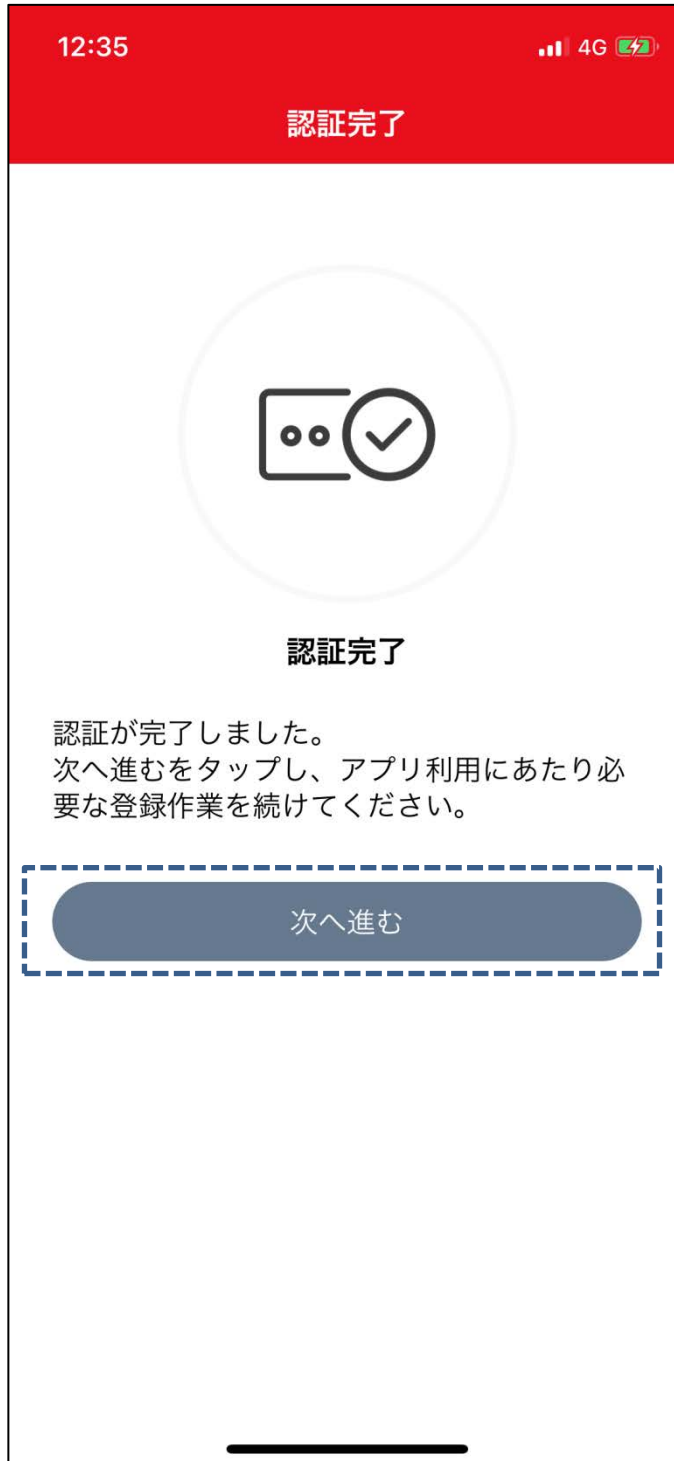 12:35 4G
認証完了
認証完了
認証が完了しました。
次へ進むをタップし、アプリ利用にあたり必
要な登録作業を続けてください。
次へ進む